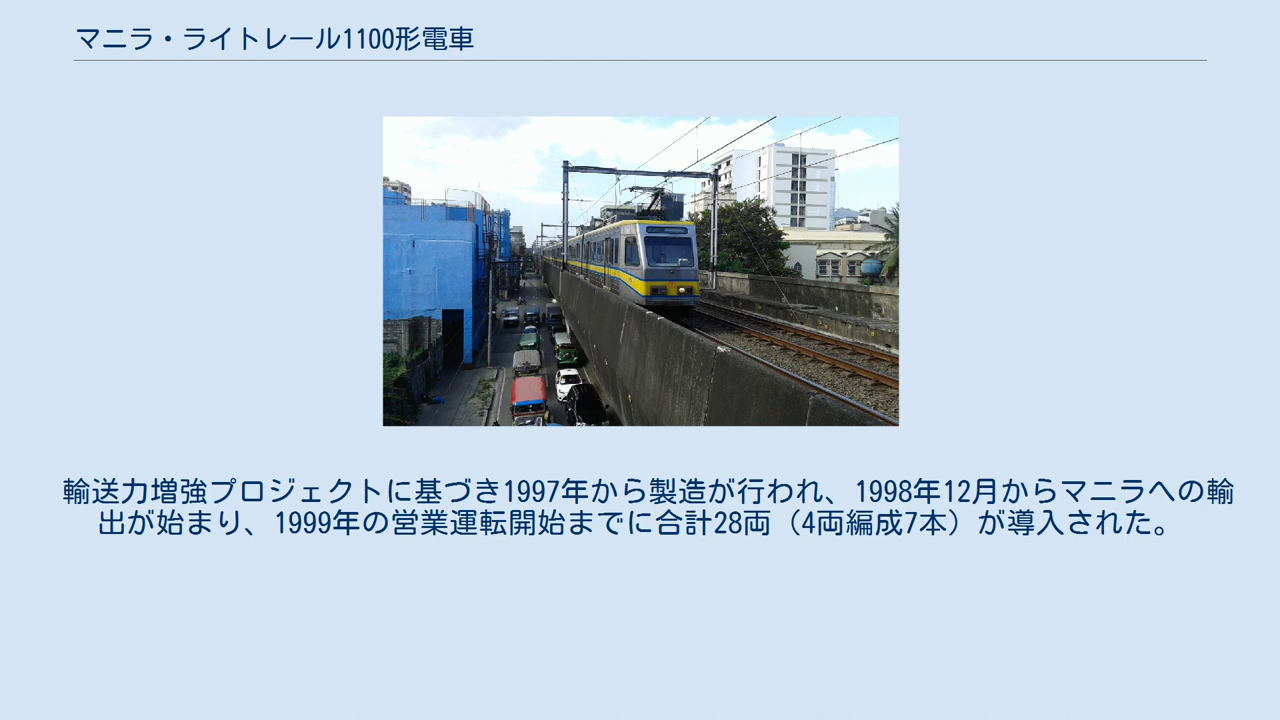 マニラ・ライトレール1100形電車
輸送力増強プロジェクトに基づき1997年から製造が行われ、1998年12月からマニラへの輸
出が始まり、1999年の営業運転開始までに合計28両（4両編成7本）が導入された。